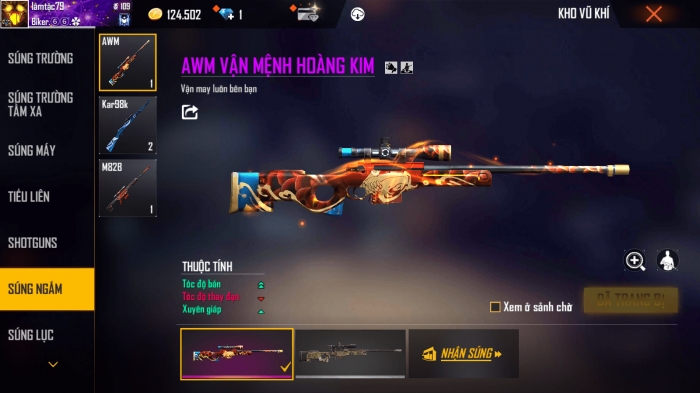 lámtặc79
109
124.502
1
KHO VŨ KHÍ
Biker.⑥⑥
SÚNG TRƯỜNG
SÚNG TRƯỜNG
TẦM XA
SÚNG MÁY
TIỂU LIÊN
SHOTGUNS
SÚNG NGẮM
SÚNG LỤC
AWM
1
Kar98k
2
M82B
1
AWM VẬN MỆNH HOÀNG KIM
Vận may luôn bên bạn
THUỘC TÍNH
Tốc độ bắn
Tốc độ thay đạn
Xuyên giáp
Xem ở sảnh chờ
ĐÃ TRANG BỊ
NHẬN SÚNG